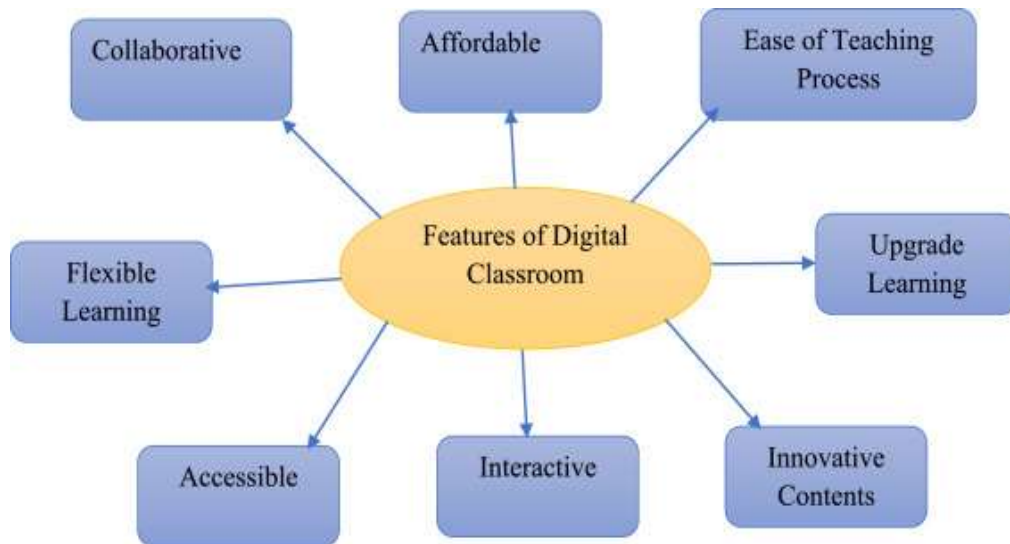 Collaborative
Affordable
Ease of Teaching
Process
Features of Digital
Classroom
Flexible
Learning
Upgrade
Learning
Accessible
Interactive
Innovative
Contents